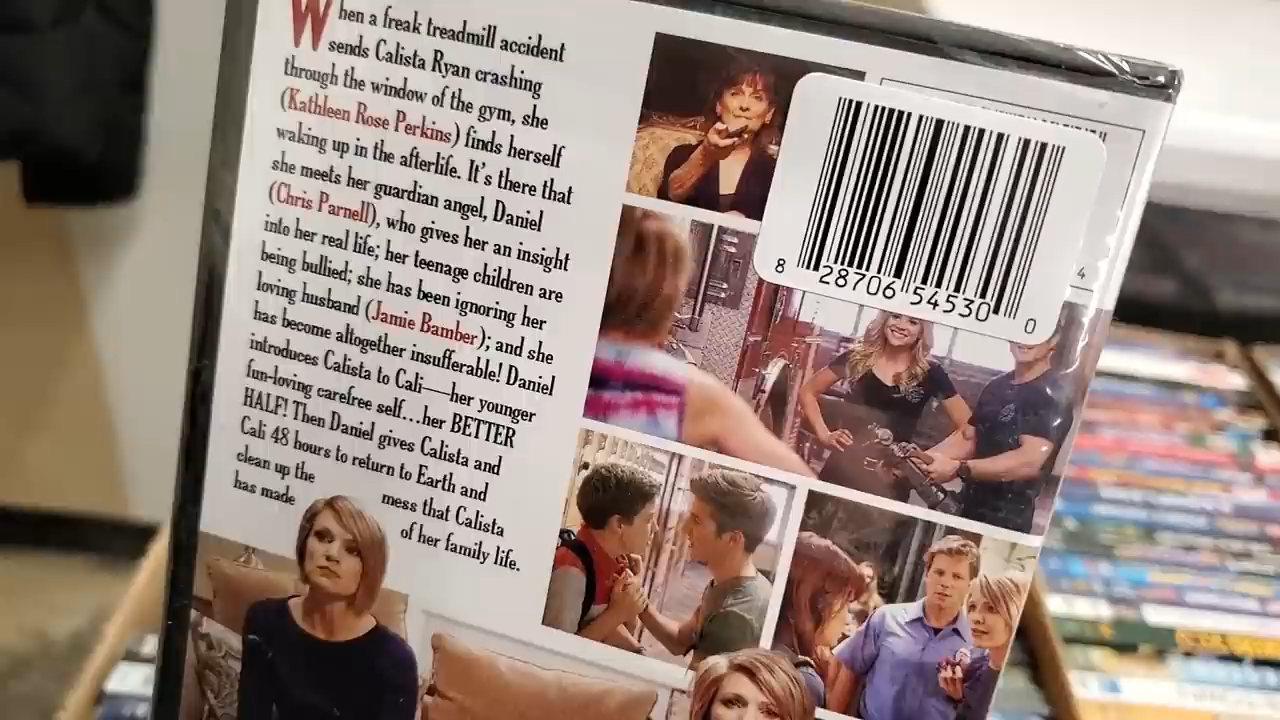 When a freak treadmill accident
sends Calista Ryan crashing
through the window of the gym, she
(Kathleen Rose Perkins) finds herself
waking up in the afterlife. It's there that
she meets her guardian angel, Daniel
(Chris Parnell), who gives her an insight
into her real life; her teenage children are
being bullied; she has been ignoring her
loving husband (Jamie Bamber); and she
has become altogether insufferable! Daniel
introduces Calista to Cali—her younger
fun-loving carefree self...her BETTER
HALF! Then Daniel gives Calista and
Cali 48 hours to return to Earth and
clean up the mess that Calista
has made of her family life.
8 28706 54530 0
4